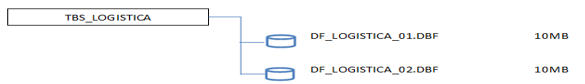 TBS_LOGISTICA
DF_LOGISTICA_01.DBF 10MB
DF_LOGISTICA_02.DBF 10MB